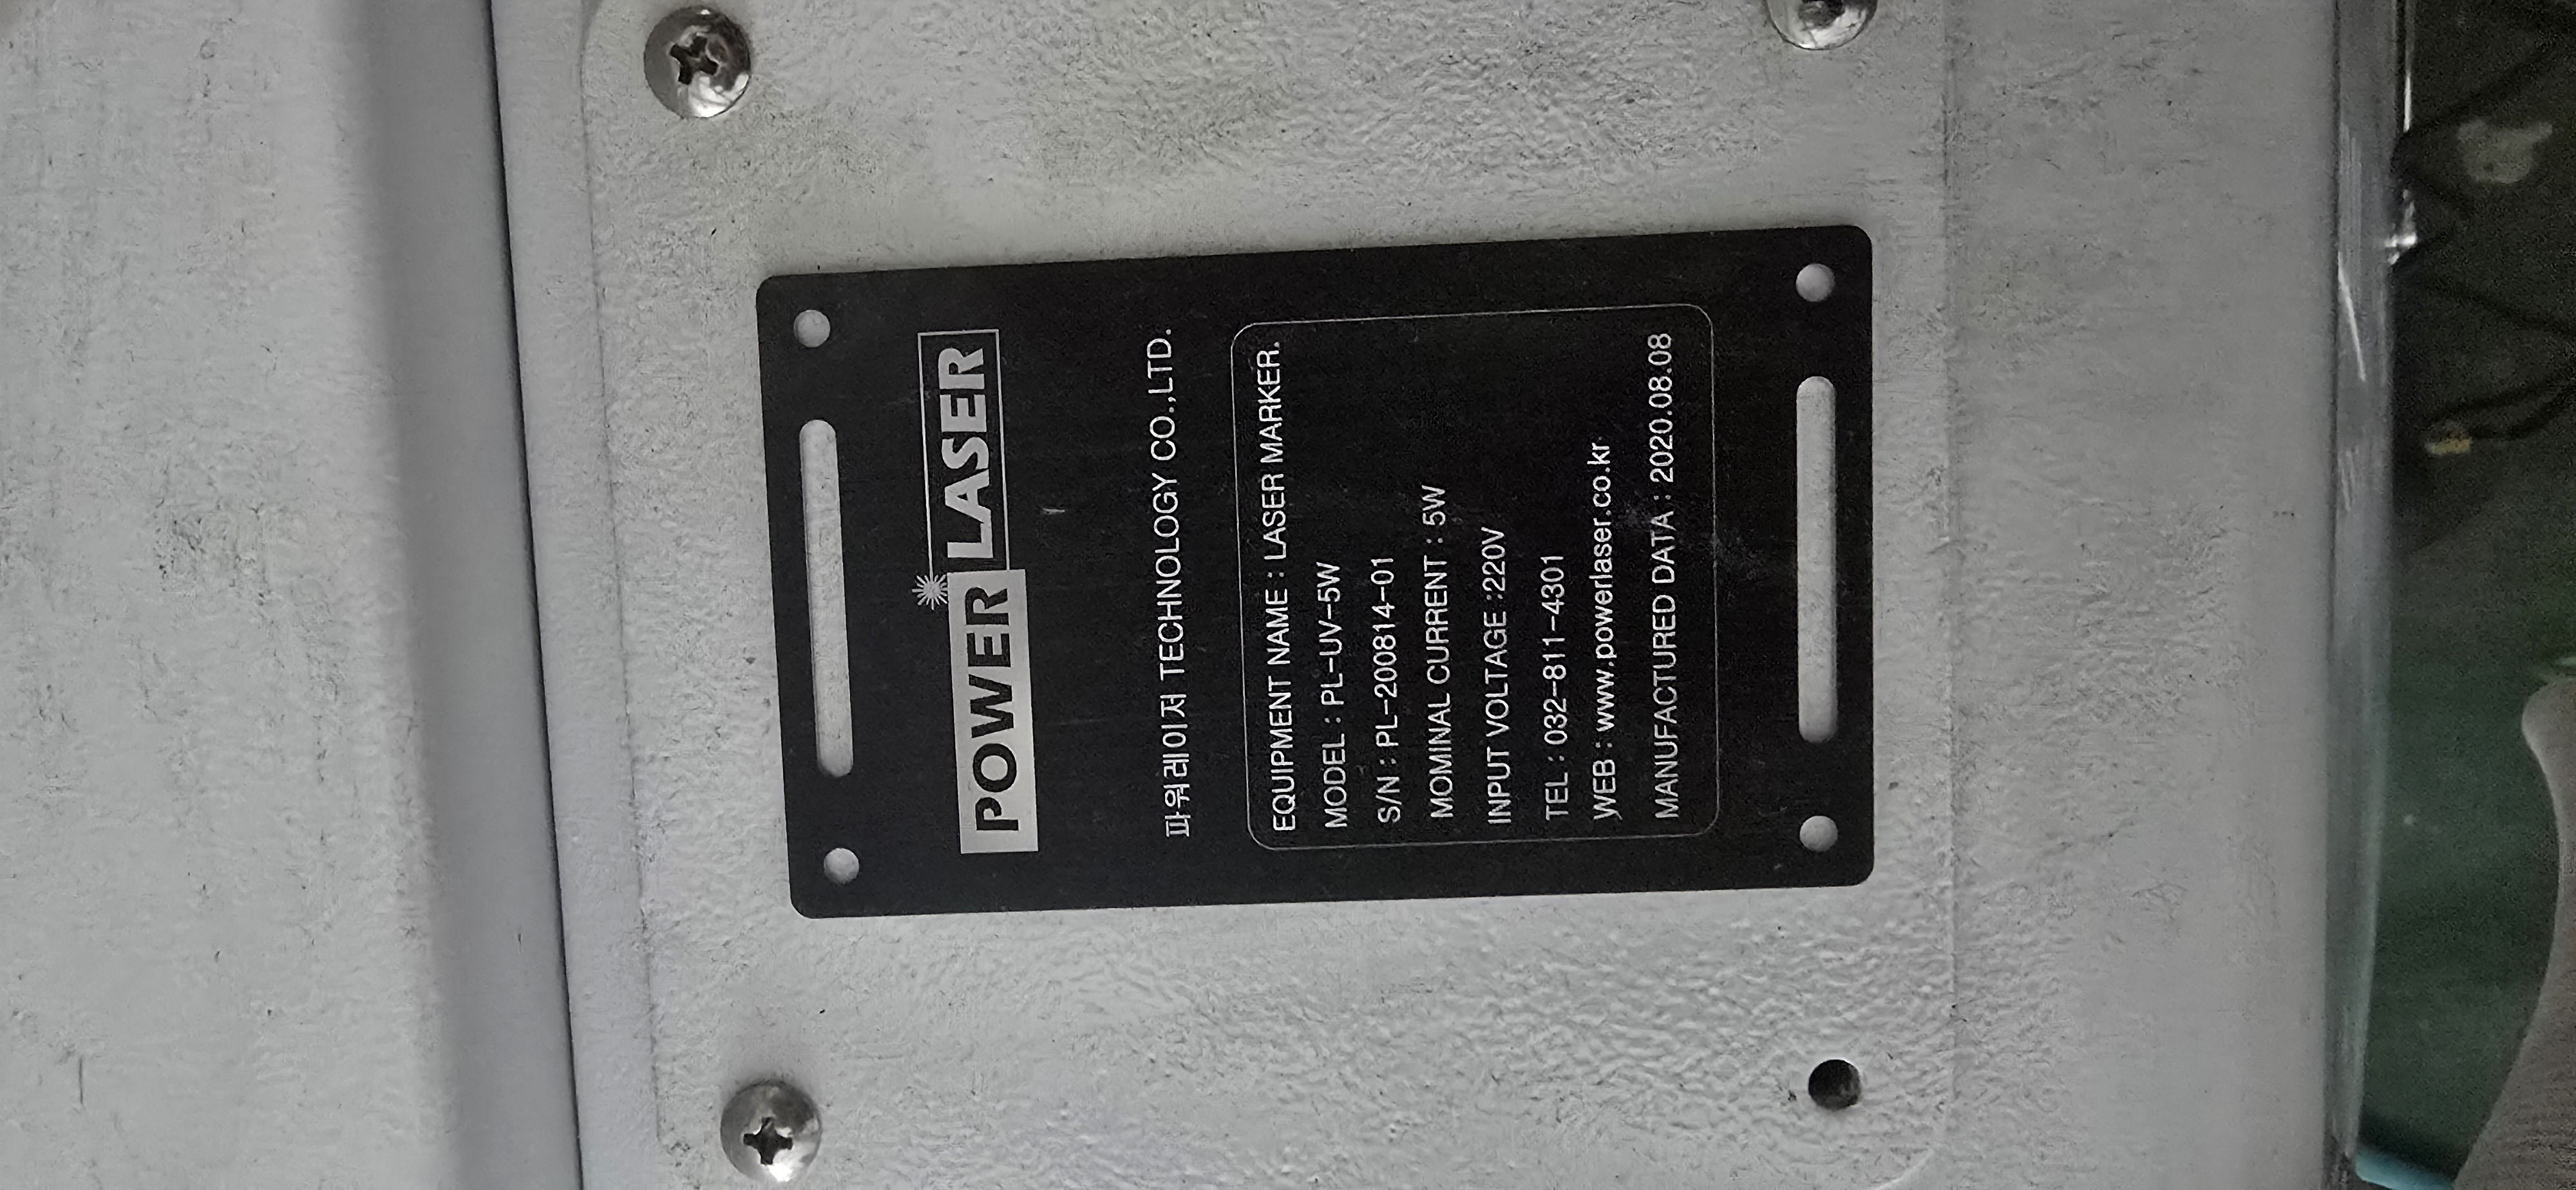 POWER LASER
파워레이저 TECHNOLOGY CO.,LTD.
EQUIPMENT NAME : LASER MARKER.
MODEL : PL-UV-5W
S/N : PL-200814-01
MOMINAL CURRENT : 5W
INPUT VOLTAGE :220V
TEL : 032-811-4301
WEB : www.powerlaser.co.kr
MANUFACTURED DATA : 2020.08.08